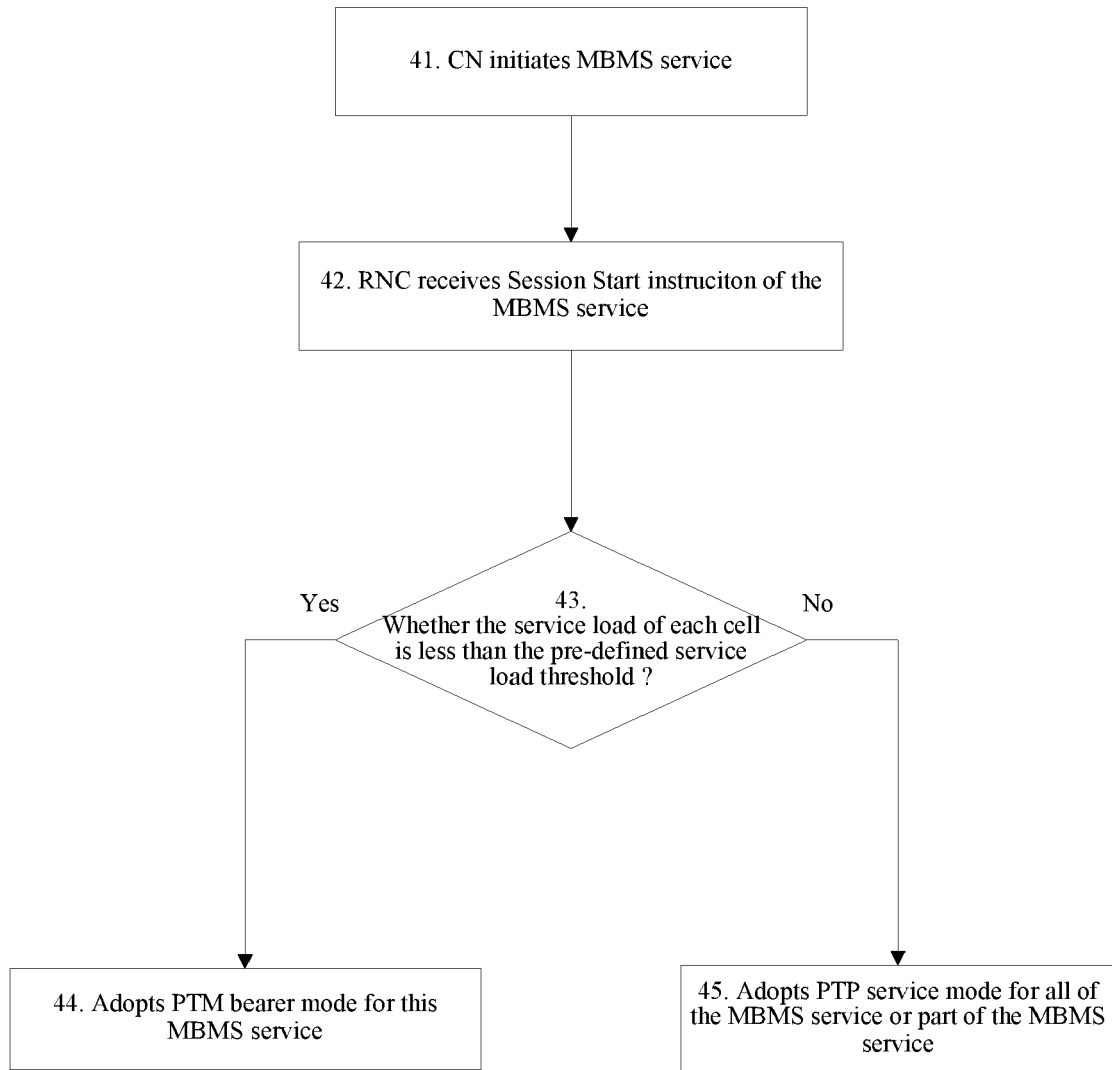 41. CN initiates MBMS service
42. RNC receives Session Start instruciton of the
MBMS service
43.
Yes
No
Whether the service load of each cell
is less than the pre-defined service
load threshold ?
44. Adopts PTM bearer mode for this
MBMS service
45. Adopts PTP service mode for all of
the MBMS service or part of the MBMS
service